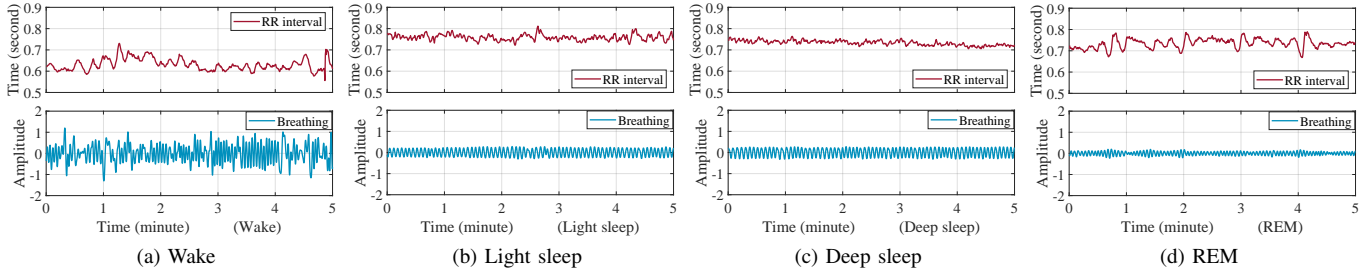 Time (second)
0.9
0.8
0.7
0.6
0.5
RR interval
Amplitude
2
1
0
-1
-2
Breathing
0 1 2 3 4 5
Time (minute) (Wake)
(a) Wake
Time (second)
0.9
0.8
0.7
0.6
0.5
RR interval
Amplitude
2
1
0
-1
-2
Breathing
0 1 2 3 4 5
Time (minute) (Light sleep)
(b) Light sleep
Time (second)
0.9
0.8
0.7
0.6
0.5
RR interval
Amplitude
2
1
0
-1
-2
Breathing
0 1 2 3 4 5
Time (minute) (Deep sleep)
(c) Deep sleep
Time (second)
0.9
0.8
0.7
0.6
0.5
RR interval
Amplitude
2
1
0
-1
-2
Breathing
0 1 2 3 4 5
Time (minute) (REM)
(d) REM